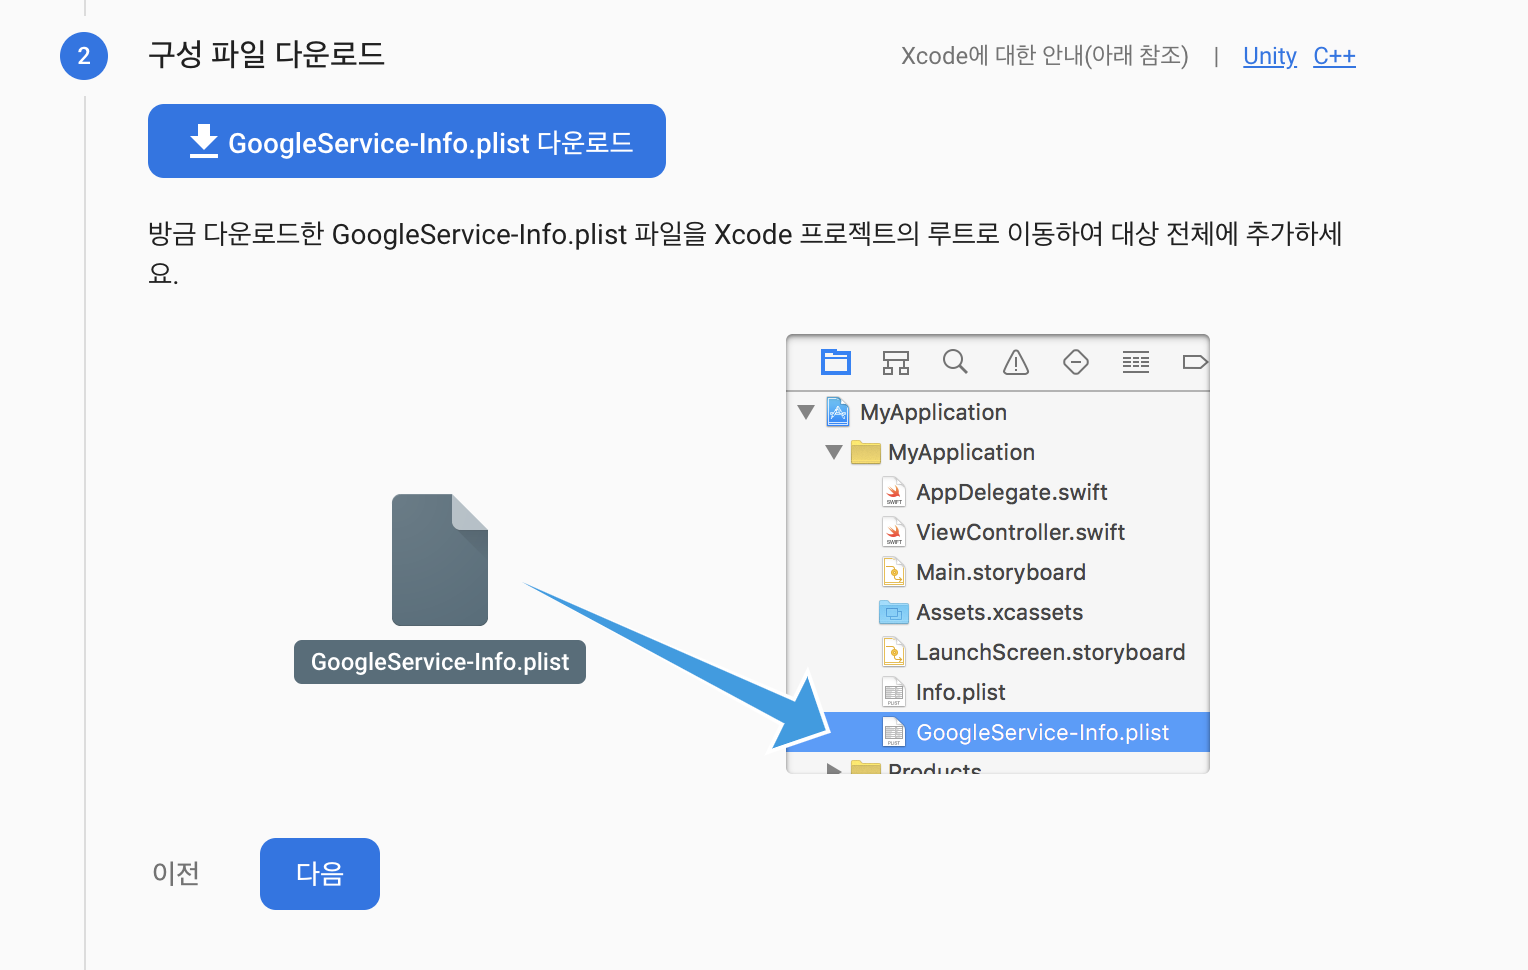 2
구성 파일 다운로드
Xcode에 대한 안내(아래 참조) | Unity C++
GoogleService-Info.plist 다운로드
방금 다운로드한 GoogleService-Info.plist 파일을 Xcode 프로젝트의 루트로 이동하여 대상 전체에 추가하세
요.
GoogleService-Info.plist
MyApplication
MyApplication
SWIFT AppDelegate.swift
SWIFT ViewController.swift
Main.storyboard
Assets.xcassets
LaunchScreen.storyboard
PLIST Info.plist
PLIST GoogleService-Info.plist
Products
이전
다음